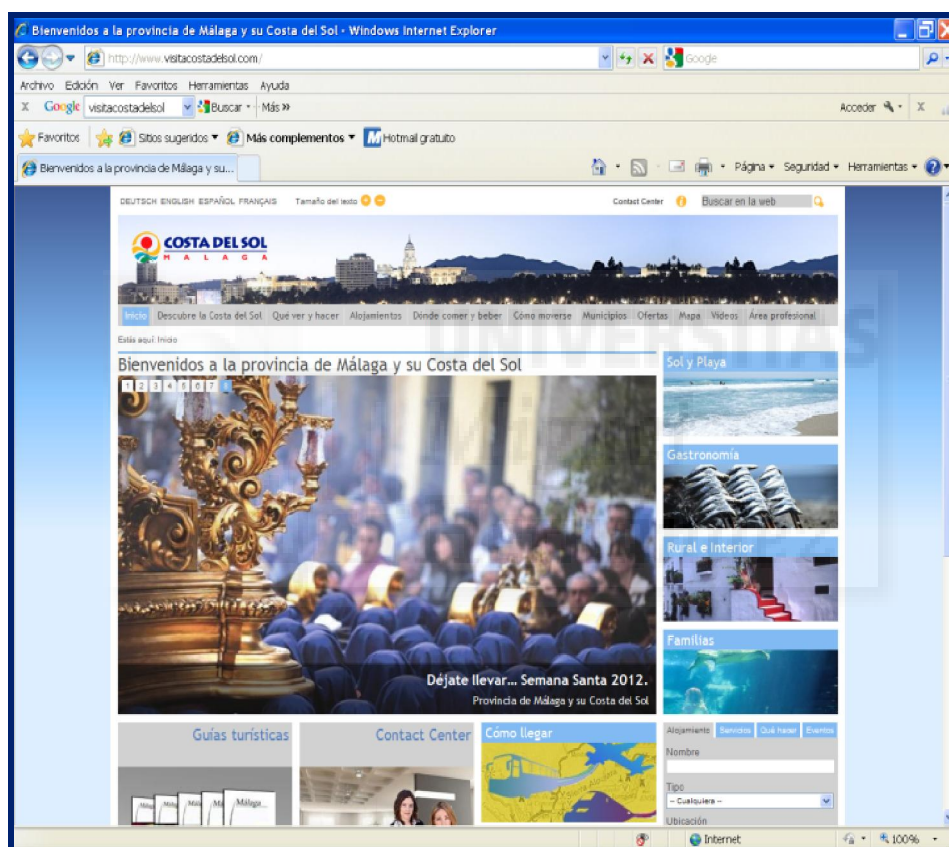 Bienvenidos a la provincia de Málaga y su Costa del Sol - Windows Internet Explorer
http://www.visitacostadelsol.com/
Google
Archivo Edición Ver Favoritos Herramientas Ayuda
X Google visitacostadelsol Buscar Más »
Acceder X
Favoritos Sitios sugeridos Más complementos Hotmail gratuito
Bienvenidos a la provincia de Málaga y su...
Página Seguridad Herramientas
DEUTSCH ENGLISH ESPAÑOL FRANÇAIS Tamaño del texto
Contact Center Buscar en la web
COSTA DEL SOL
MALAGA
Inicio Descubre la Costa del Sol Qué ver y hacer Alojamientos Dónde comer y beber Cómo moverse Municipios Ofertas Mapa Vídeos Área profesional
Estás aquí: Inicio
UNIVERSITAS
Miguel
Bienvenidos a la provincia de Málaga y su Costa del Sol
1 2 3 4 5 6 7 8
Déjate llevar... Semana Santa 2012.
Provincia de Málaga y su Costa del Sol
Sol y Playa
Gastronomía
Rural e Interior
Familias
Guías turísticas
Málaga...
Contact Center
Cómo llegar
Alojamiento Servicios Qué hacer Eventos
Nombre
Tipo
-- Cualquiera --
Ubicación
Internet
100%